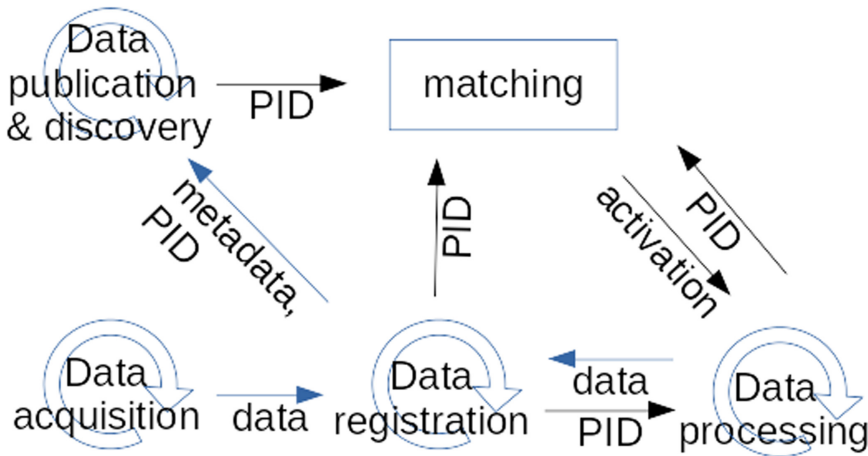 Data
publication
& discovery
PID
matching
metadata,
PID
PID
activation
PID
Data
acquisition
data
Data
registration
data
PID
Data
processing